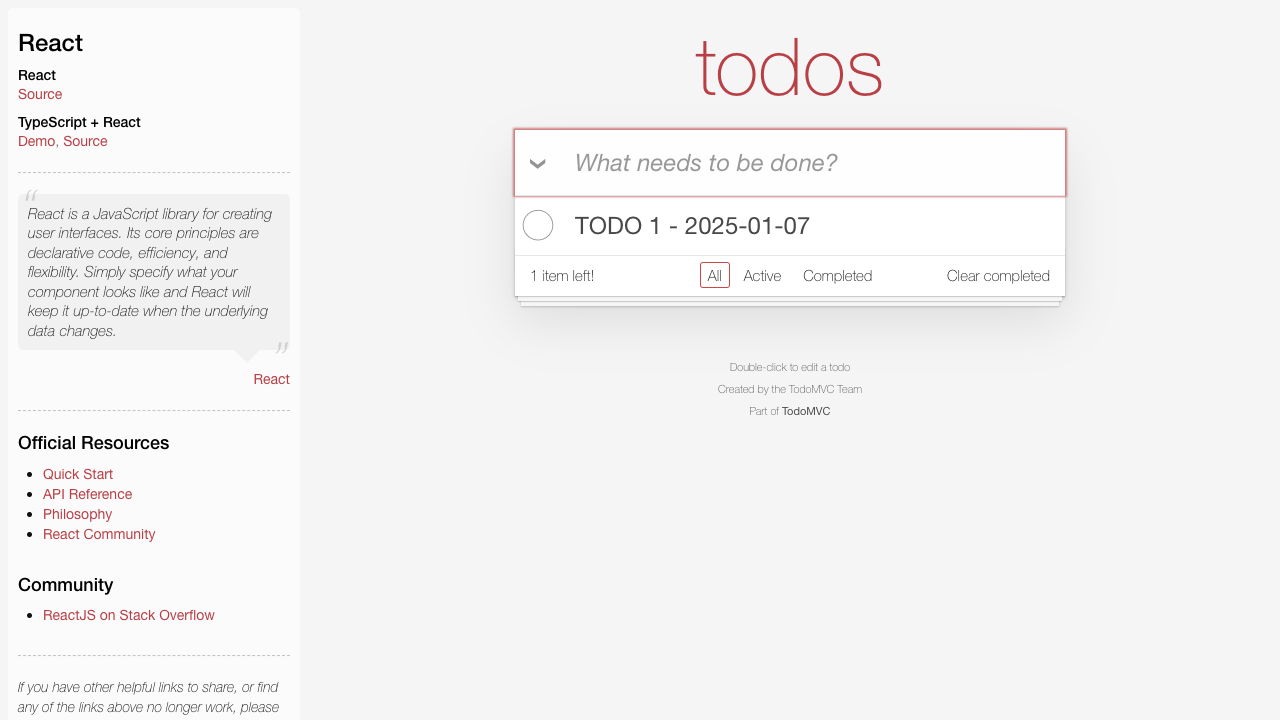 React
React
Source
TypeScript + React
Demo, Source
“
React is a JavaScript library for creating
user interfaces. Its core principles are
declarative code, efficiency, and
flexibility. Simply specify what your
component looks like and React will
keep it up-to-date when the underlying
data changes.
”
React
Official Resources
Quick Start
API Reference
Philosophy
React Community
Community
ReactJS on Stack Overflow
If you have other helpful links to share, or find
any of the links above no longer work, please
todos
What needs to be done?
TODO 1 - 2025-01-07
1 item left! All Active Completed Clear completed
Double-click to edit a todo
Created by the TodoMVC Team
Part of TodoMVC